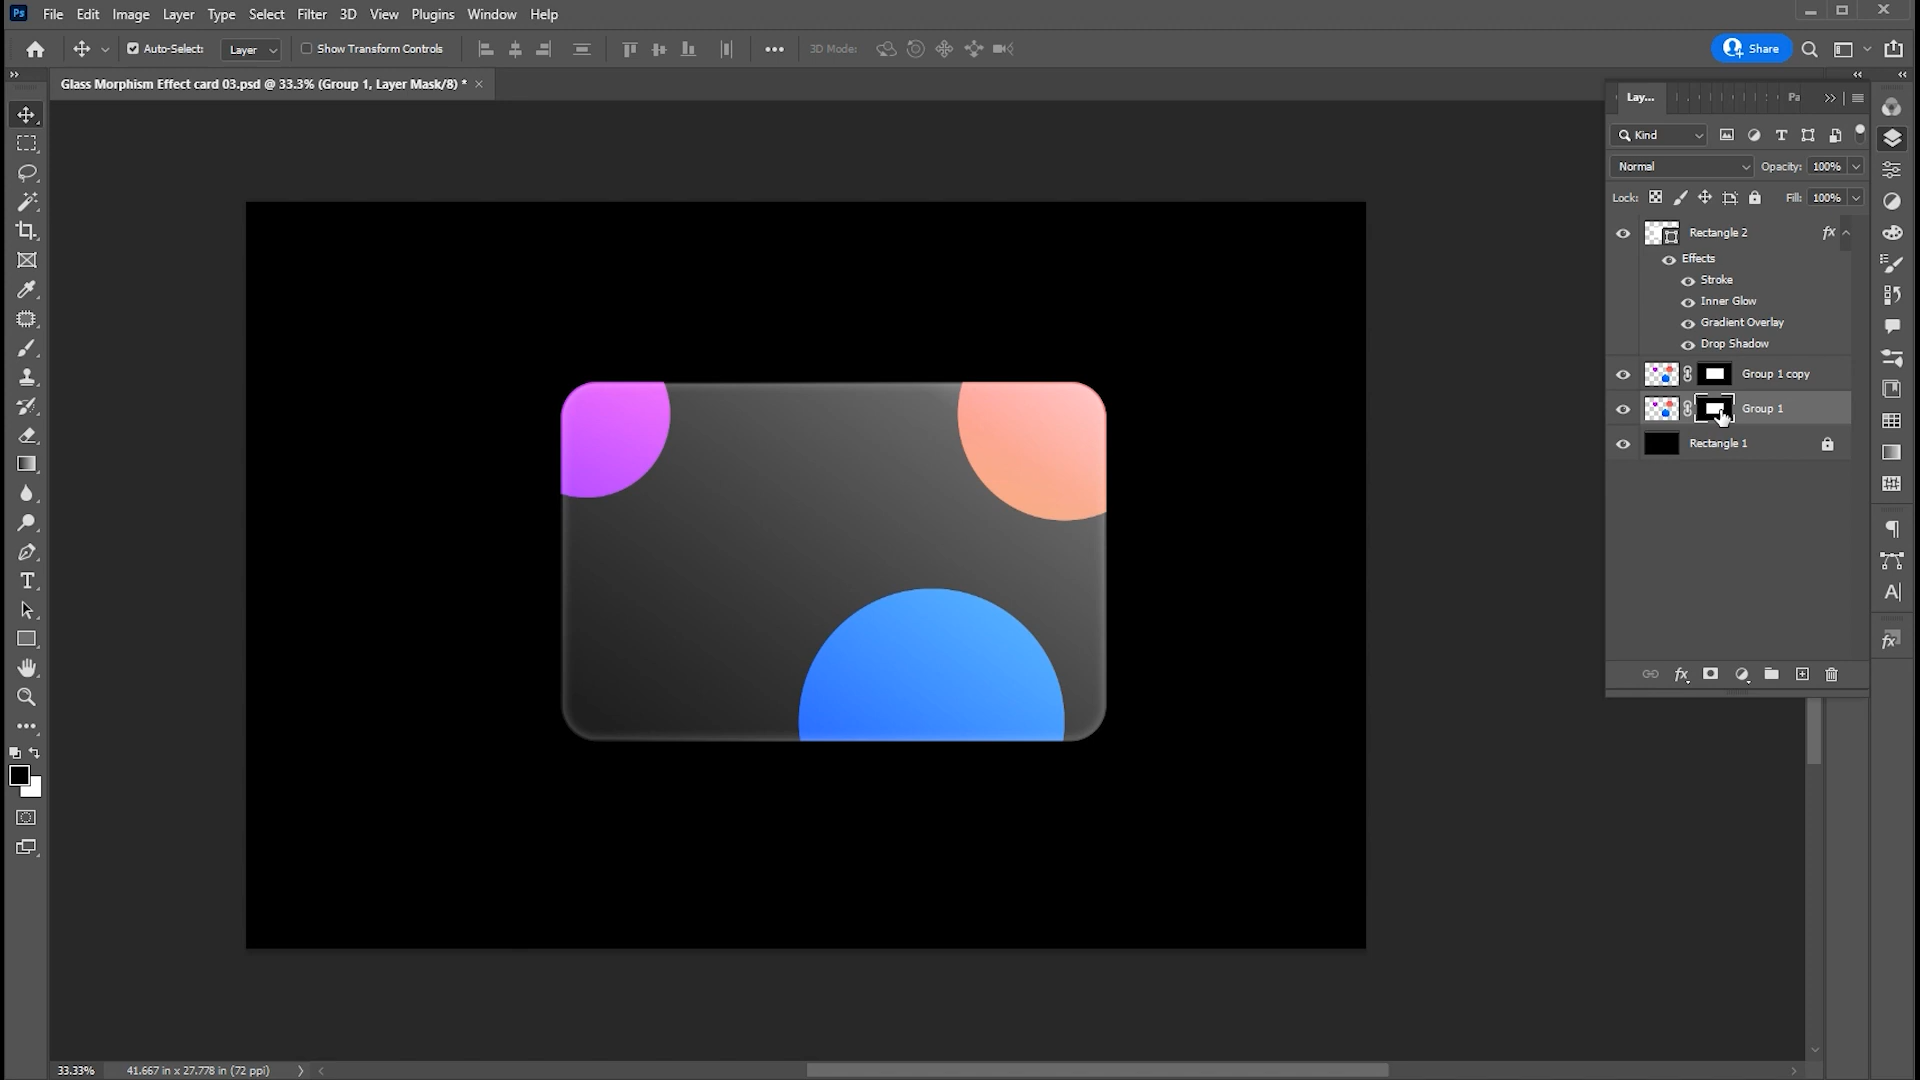 Ps File Edit Image Layer Type Select Filter 3D View Plugins Window Help
Auto-Select: Layer Show Transform Controls 3D Mode: Share
Glass Morphism Effect card 03.psd @ 33.3% (Group 1, Layer Mask/8) *
Lay... Pa
Kind
Normal Opacity: 100%
Lock: Fill: 100%
Rectangle 2 fx
Effects
Stroke
Inner Glow
Gradient Overlay
Drop Shadow
Group 1 copy
Group 1
Rectangle 1
33.33% 41.667 in x 27.778 in (72 ppi)